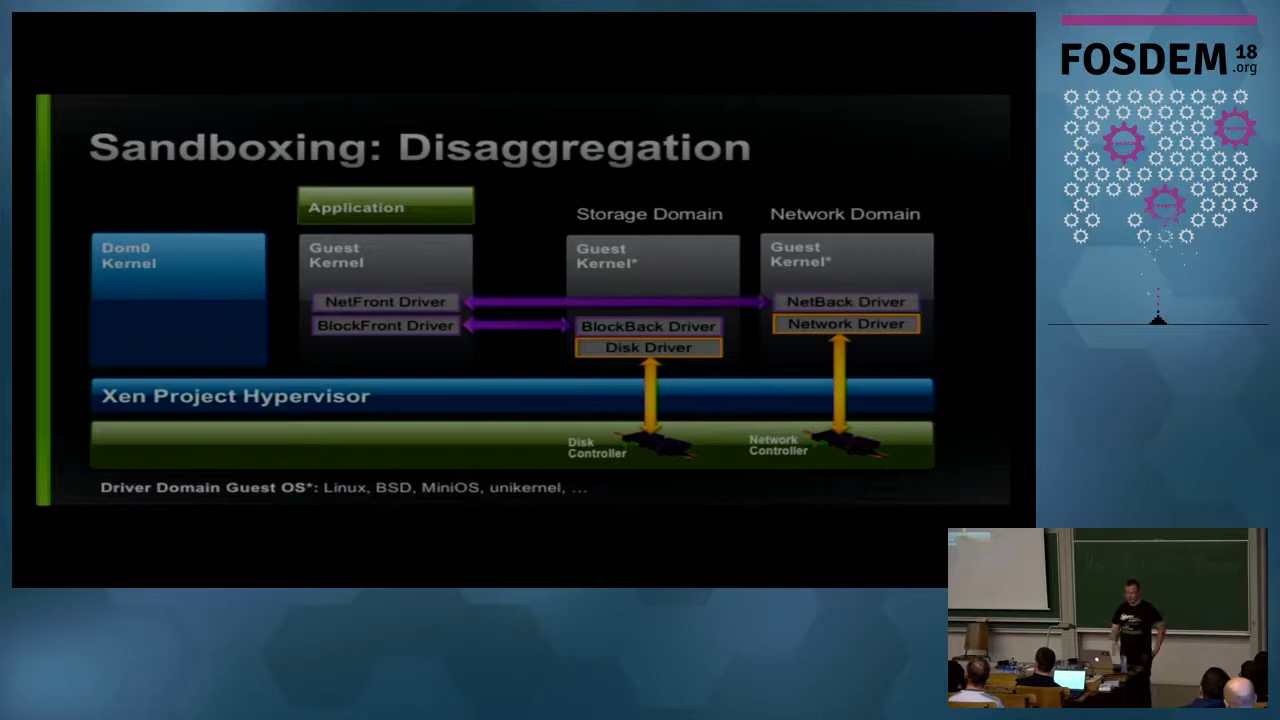 Sandboxing: Disaggregation
Application
Storage Domain
Network Domain
Dom0
Kernel
Guest
Kernel
Guest
Kernel*
Guest
Kernel*
NetFront Driver
NetBack Driver
BlockFront Driver
BlockBack Driver
Network Driver
Disk Driver
Xen Project Hypervisor
Disk
Controller
Network
Controller
Driver Domain Guest OS*: Linux, BSD, MiniOS, unikernel, ...
FOSDEM 18
.org